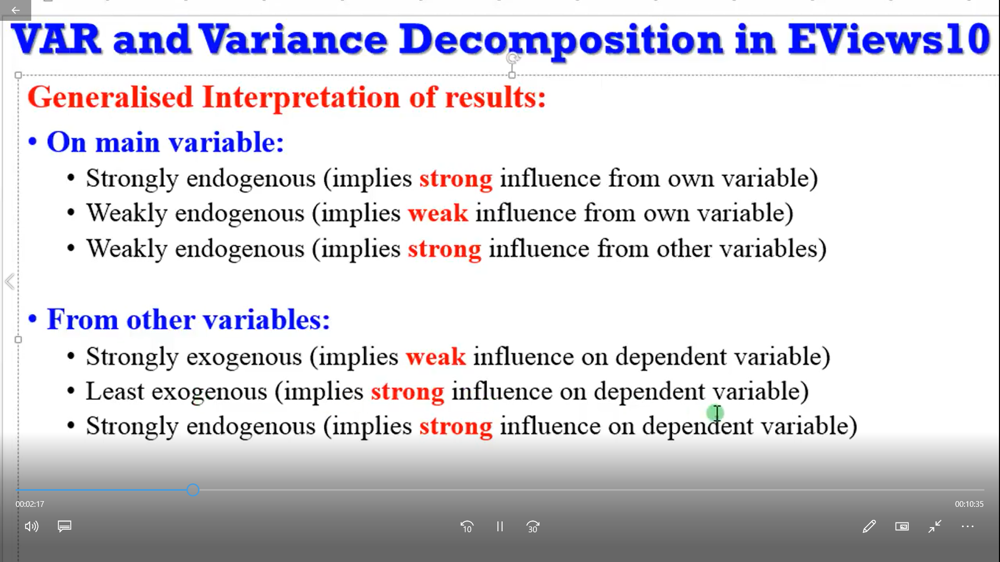 VAR and Variance Decomposition in EViews10
Generalised Interpretation of results:
• On main variable:
• Strongly endogenous (implies strong influence from own variable)
• Weakly endogenous (implies weak influence from own variable)
• Weakly endogenous (implies strong influence from other variables)
• From other variables:
• Strongly exogenous (implies weak influence on dependent variable)
• Least exogenous (implies strong influence on dependent variable)
• Strongly endogenous (implies strong influence on dependent variable)
00:02:17
00:10:35
10
30